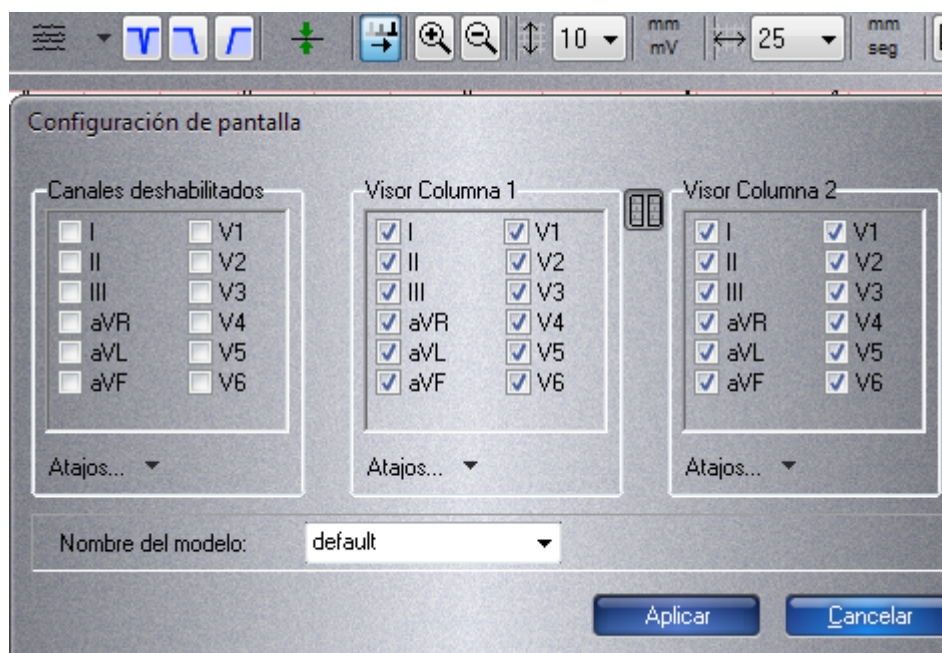 10 mm mV 25 mm seg
Configuración de pantalla
Canales deshabilitados
I V1
II V2
III V3
aVR V4
aVL V5
aVF V6
Atajos...
Visor Columna 1
I V1
II V2
III V3
aVR V4
aVL V5
aVF V6
Atajos...
Visor Columna 2
I V1
II V2
III V3
aVR V4
aVL V5
aVF V6
Atajos...
Nombre del modelo: default
Aplicar Cancelar